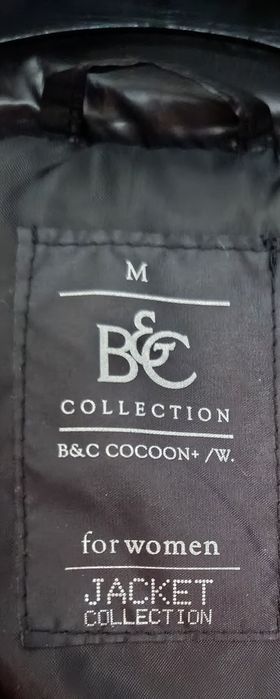 M
B&C
COLLECTION
B&C COCOON+ /W.
for women
JACKET
COLLECTION